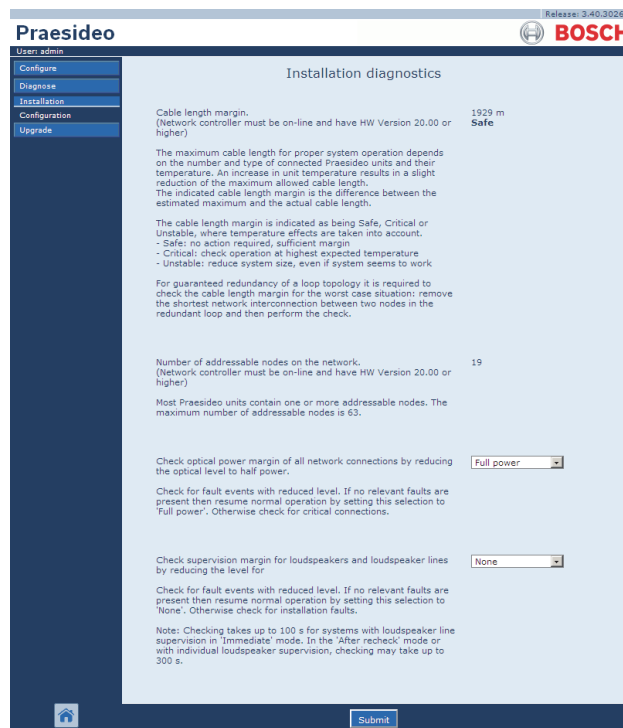 Release: 3.40.3026
Praesideo
BOSCH
User: admin
Configure
Diagnose
Installation
Configuration
Upgrade
Installation diagnostics
Cable length margin.
(Network controller must be on-line and have HW Version 20.00 or
higher)
1929 m
Safe
The maximum cable length for proper system operation depends
on the number and type of connected Praesideo units and their
temperature. An increase in unit temperature results in a slight
reduction of the maximum allowed cable length.
The indicated cable length margin is the difference between the
estimated maximum and the actual cable length.
The cable length margin is indicated as being Safe, Critical or
Unstable, where temperature effects are taken into account.
- Safe: no action required, sufficient margin
- Critical: check operation at highest expected temperature
- Unstable: reduce system size, even if system seems to work
For guaranteed redundancy of a loop topology it is required to
check the cable length margin for the worst case situation: remove
the shortest network interconnection between two nodes in the
redundant loop and then perform the check.
Number of addressable nodes on the network.
(Network controller must be on-line and have HW Version 20.00 or
higher)
19
Most Praesideo units contain one or more addressable nodes. The
maximum number of addressable nodes is 63.
Check optical power margin of all network connections by reducing
the optical level to half power.
Full power
Check for fault events with reduced level. If no relevant faults are
present then resume normal operation by setting this selection to
'Full power'. Otherwise check for critical connections.
Check supervision margin for loudspeakers and loudspeaker lines
by reducing the level for
None
Check for fault events with reduced level. If no relevant faults are
present then resume normal operation by setting this selection to
'None'. Otherwise check for installation faults.
Note: Checking takes up to 100 s for systems with loudspeaker line
supervision in 'Immediate' mode. In the 'After recheck' mode or
with individual loudspeaker supervision, checking may take up to
300 s.
Submit